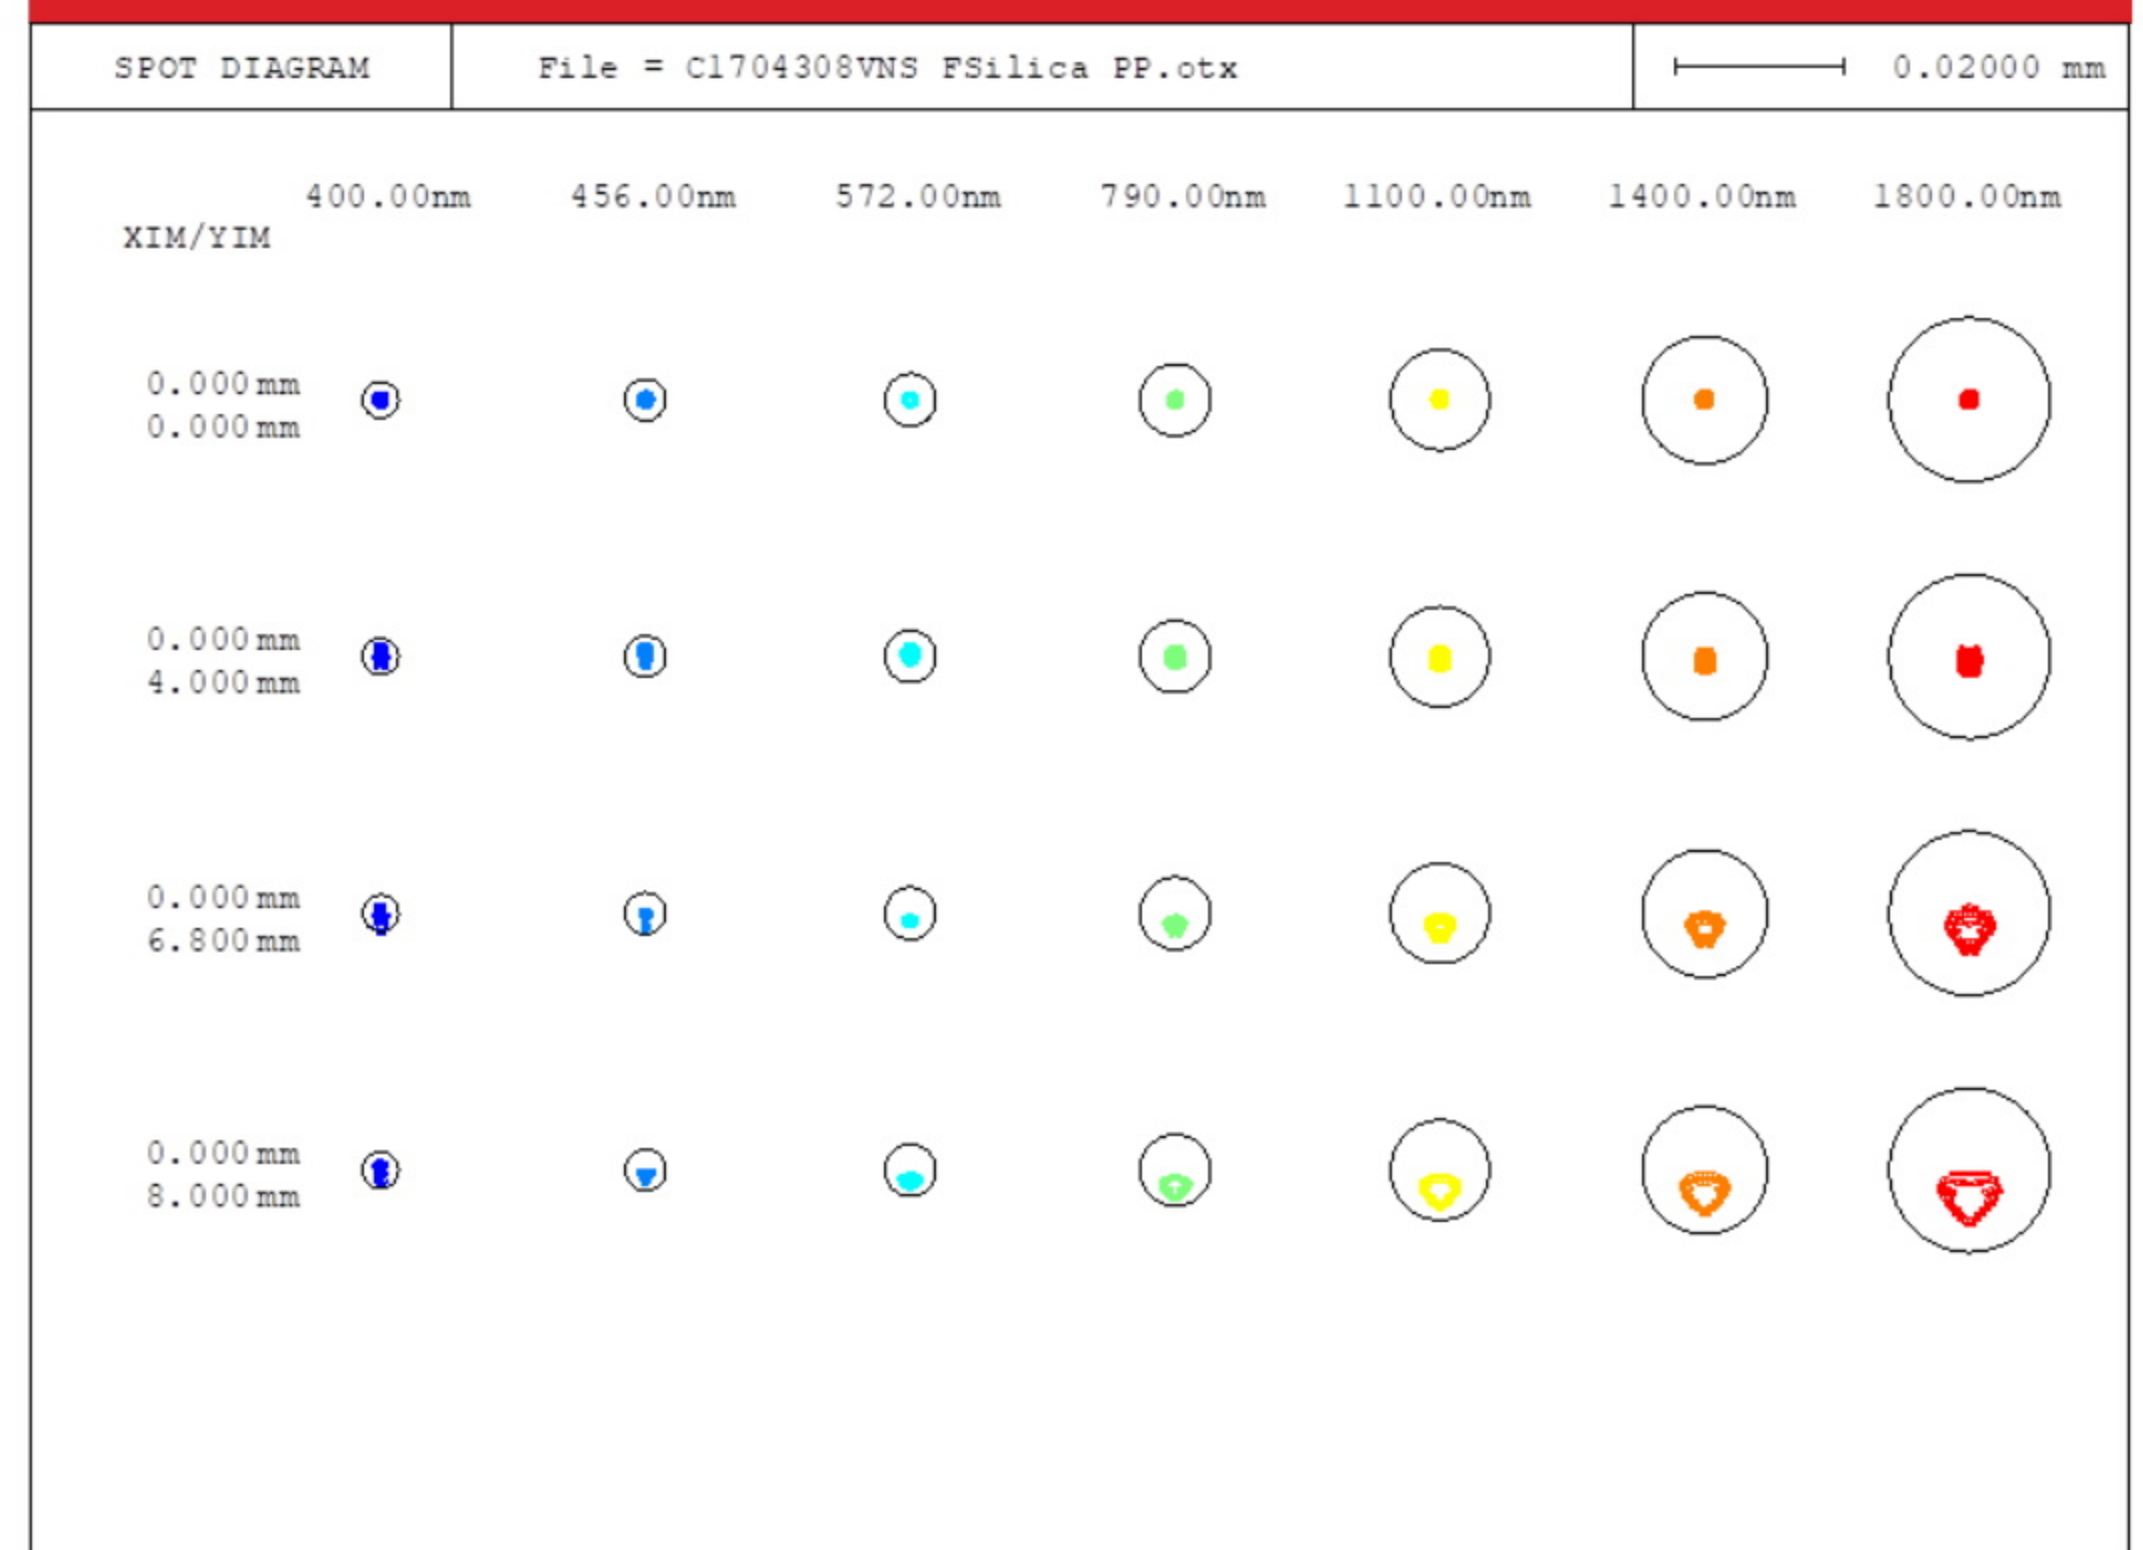 SPOT DIAGRAM File = C1704308VNS FSilica PP.otx 0.02000 mm
400.00nm 456.00nm 572.00nm 790.00nm 1100.00nm 1400.00nm 1800.00nm
XIM/YIM
0.000mm
0.000mm
0.000mm
4.000mm
0.000mm
6.800mm
0.000mm
8.000mm